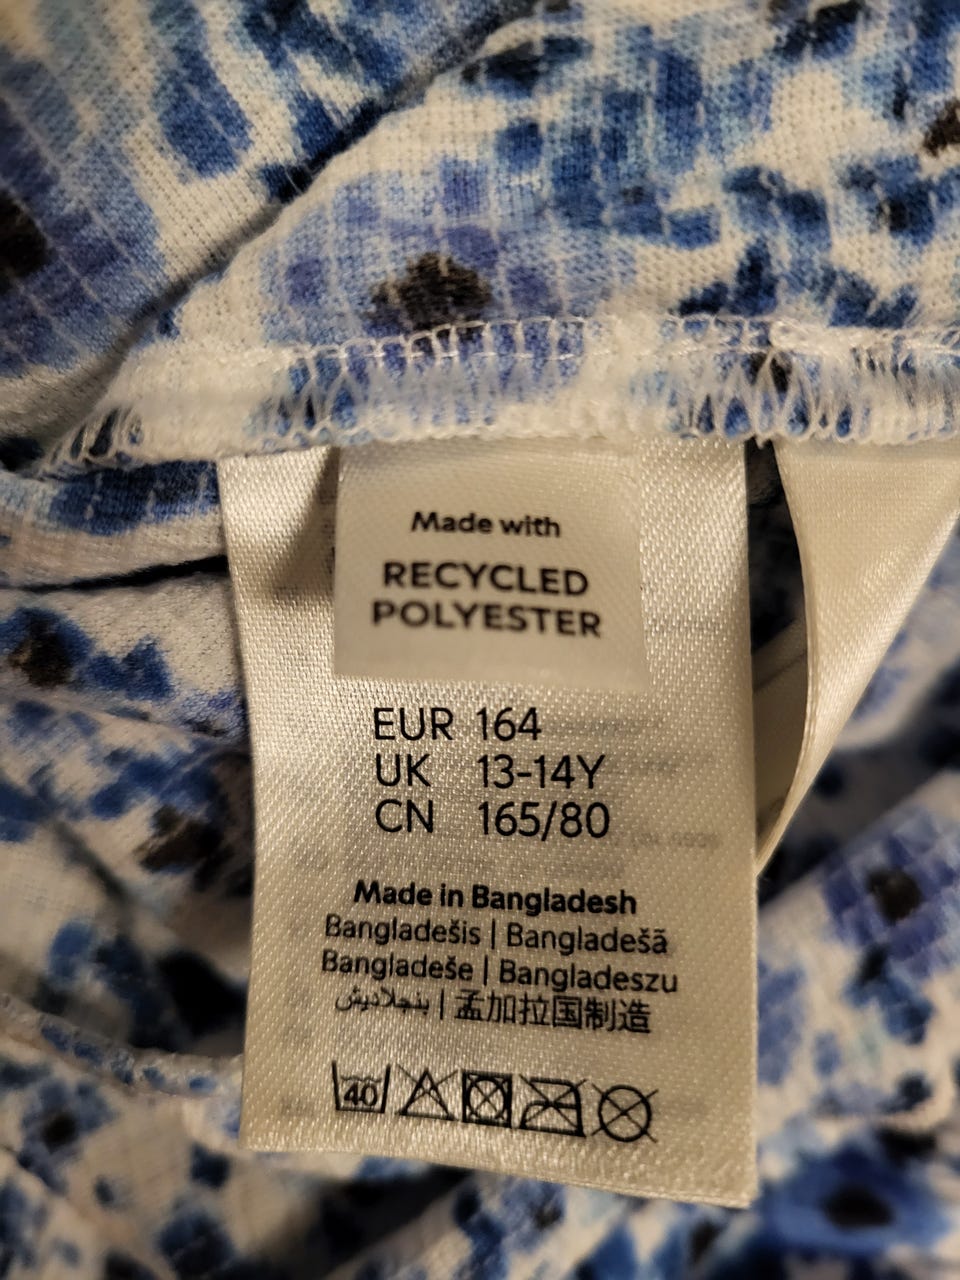 Made with
RECYCLED
POLYESTER
EUR 164
UK 13-14Y
CN 165/80
Made in Bangladesh
Bangladešis | Bangladešā
Bangladeše | Bangladeszu
بنجلاديش | 孟加拉国制造
40